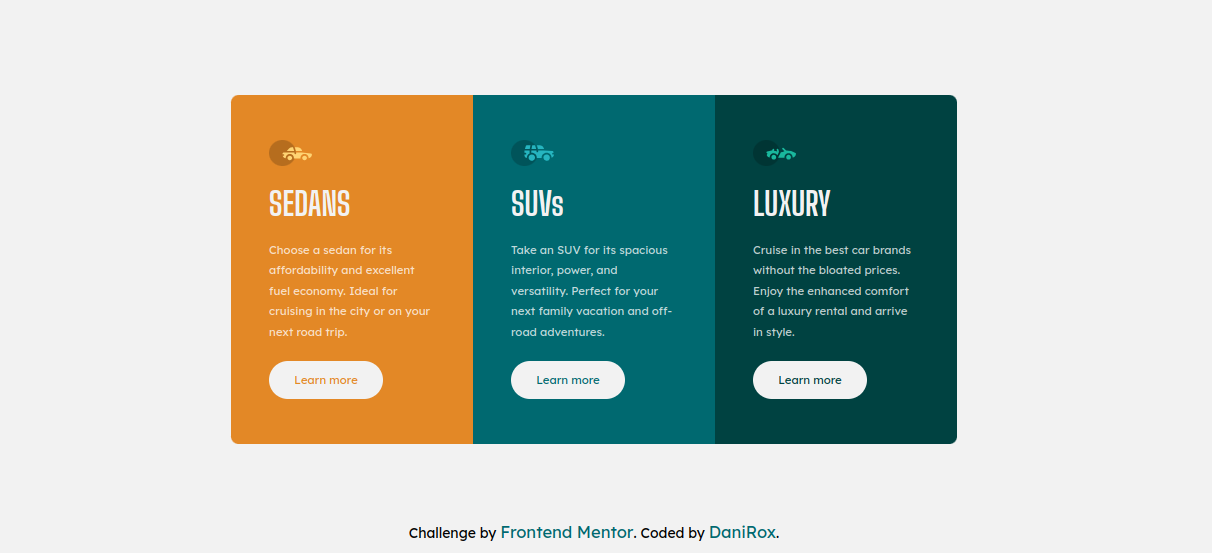 SEDANS
Choose a sedan for its
affordability and excellent
fuel economy. Ideal for
cruising in the city or on your
next road trip.
Learn more
SUVs
Take an SUV for its spacious
interior, power, and
versatility. Perfect for your
next family vacation and off-
road adventures.
Learn more
LUXURY
Cruise in the best car brands
without the bloated prices.
Enjoy the enhanced comfort
of a luxury rental and arrive
in style.
Learn more
Challenge by Frontend Mentor. Coded by DaniRox.